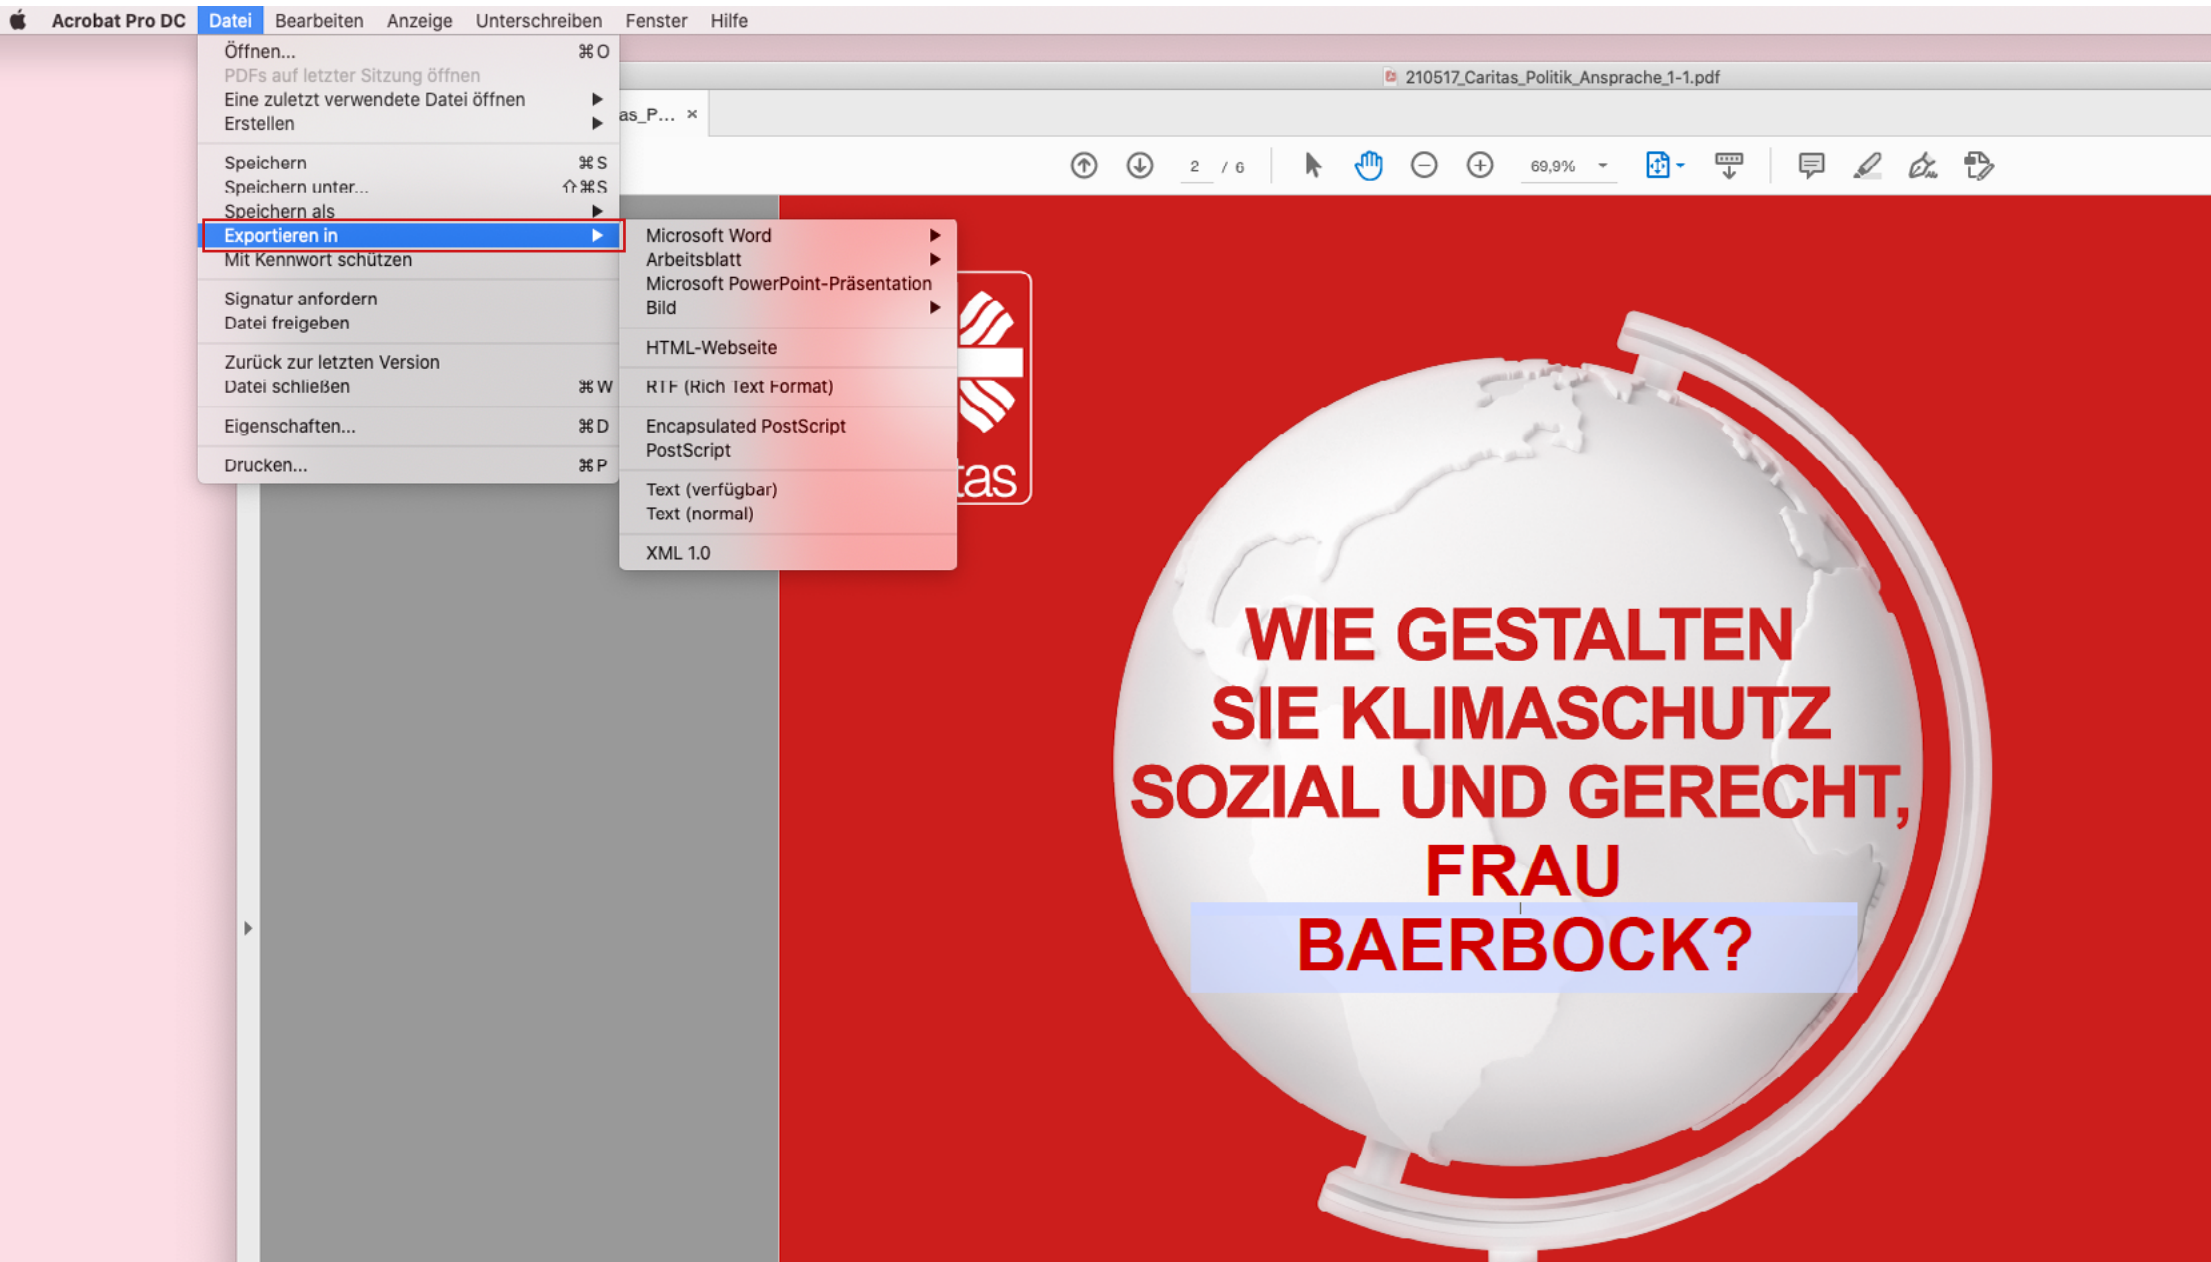 Acrobat Pro DC Datei Bearbeiten Anzeige Unterschreiben Fenster Hilfe
Öffnen... ⌘O
PDFs auf letzter Sitzung öffnen
Eine zuletzt verwendete Datei öffnen
Erstellen
Speichern ⌘S
Speichern unter... ⇧⌘S
Speichern als
Exportieren in
Mit Kennwort schützen
Signatur anfordern
Datei freigeben
Zurück zur letzten Version
Datei schließen ⌘W
Eigenschaften... ⌘D
Drucken... ⌘P
Microsoft Word
Arbeitsblatt
Microsoft PowerPoint-Präsentation
Bild
HTML-Webseite
RTF (Rich Text Format)
Encapsulated PostScript
PostScript
Text (verfügbar)
Text (normal)
XML 1.0
210517_Caritas_Politik_Ansprache_1-1.pdf
as_P... ×
2 / 6 69,9%
tas
WIE GESTALTEN
SIE KLIMASCHUTZ
SOZIAL UND GERECHT,
FRAU
BAERBOCK?